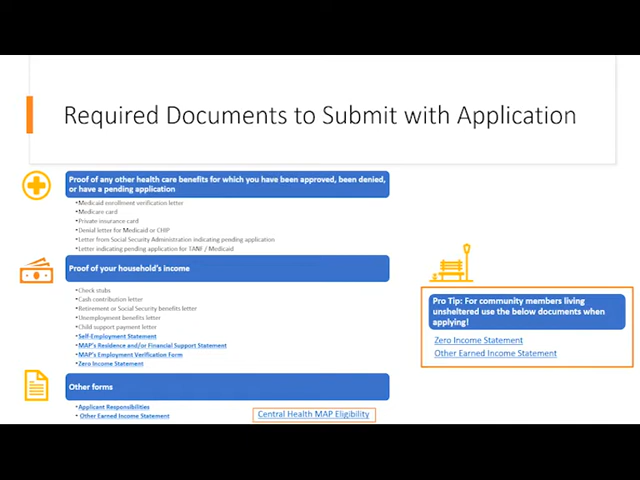 Required Documents to Submit with Application
Proof of any other health care benefits for which you have been approved, been denied,
or have a pending application
•Medicaid enrollment verification letter
•Medicare card
•Private insurance card
•Denial letter for Medicaid or CHIP
•Letter from Social Security Administration indicating pending application
•Letter indicating pending application for TANF / Medicaid
Proof of your household's income
•Check stubs
•Cash contribution letter
•Retirement or Social Security benefits letter
•Unemployment benefits letter
•Child support payment letter
•Self-Employment Statement
•MAP's Residence and/or Financial Support Statement
•MAP's Employment Verification Form
•Zero Income Statement
Other forms
•Applicant Responsibilities
• Other Earned Income Statement
Central Health MAP Eligibility
Pro Tip: For community members living
unsheltered use the below documents when
applying!
Zero Income Statement
Other Earned Income Statement